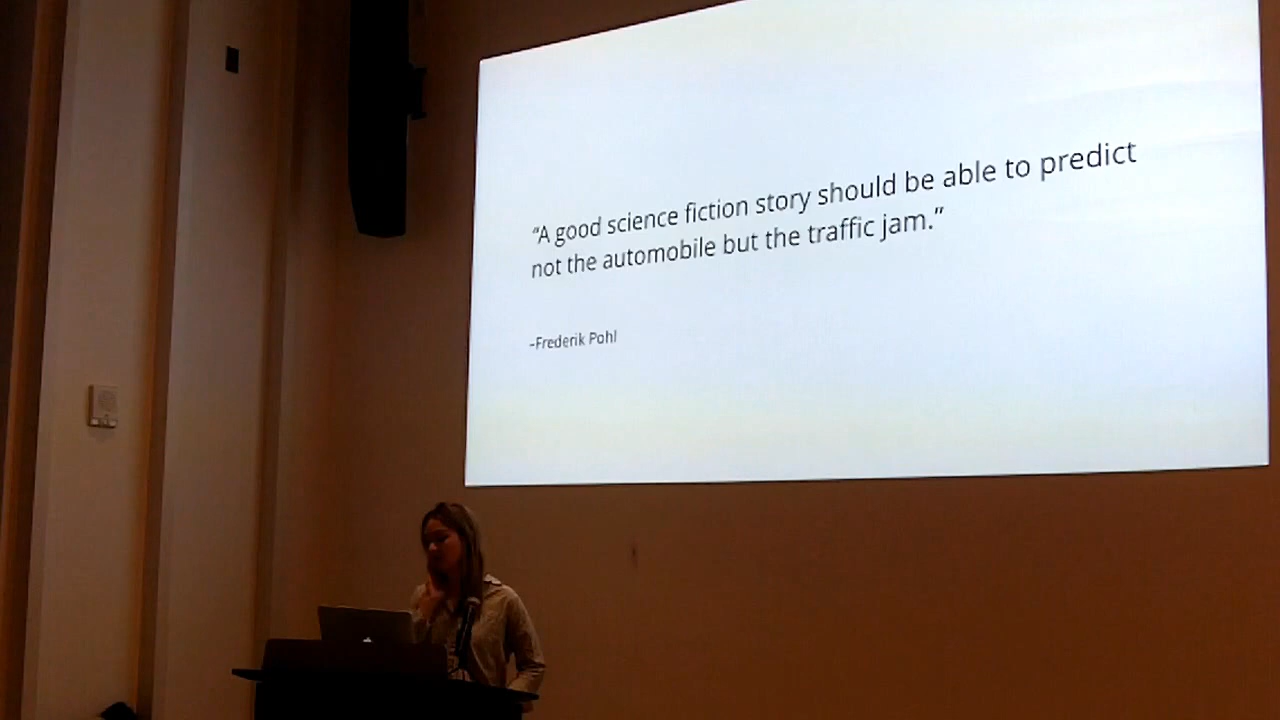 “A good science fiction story should be able to predict
not the automobile but the traffic jam.”
–Frederik Pohl